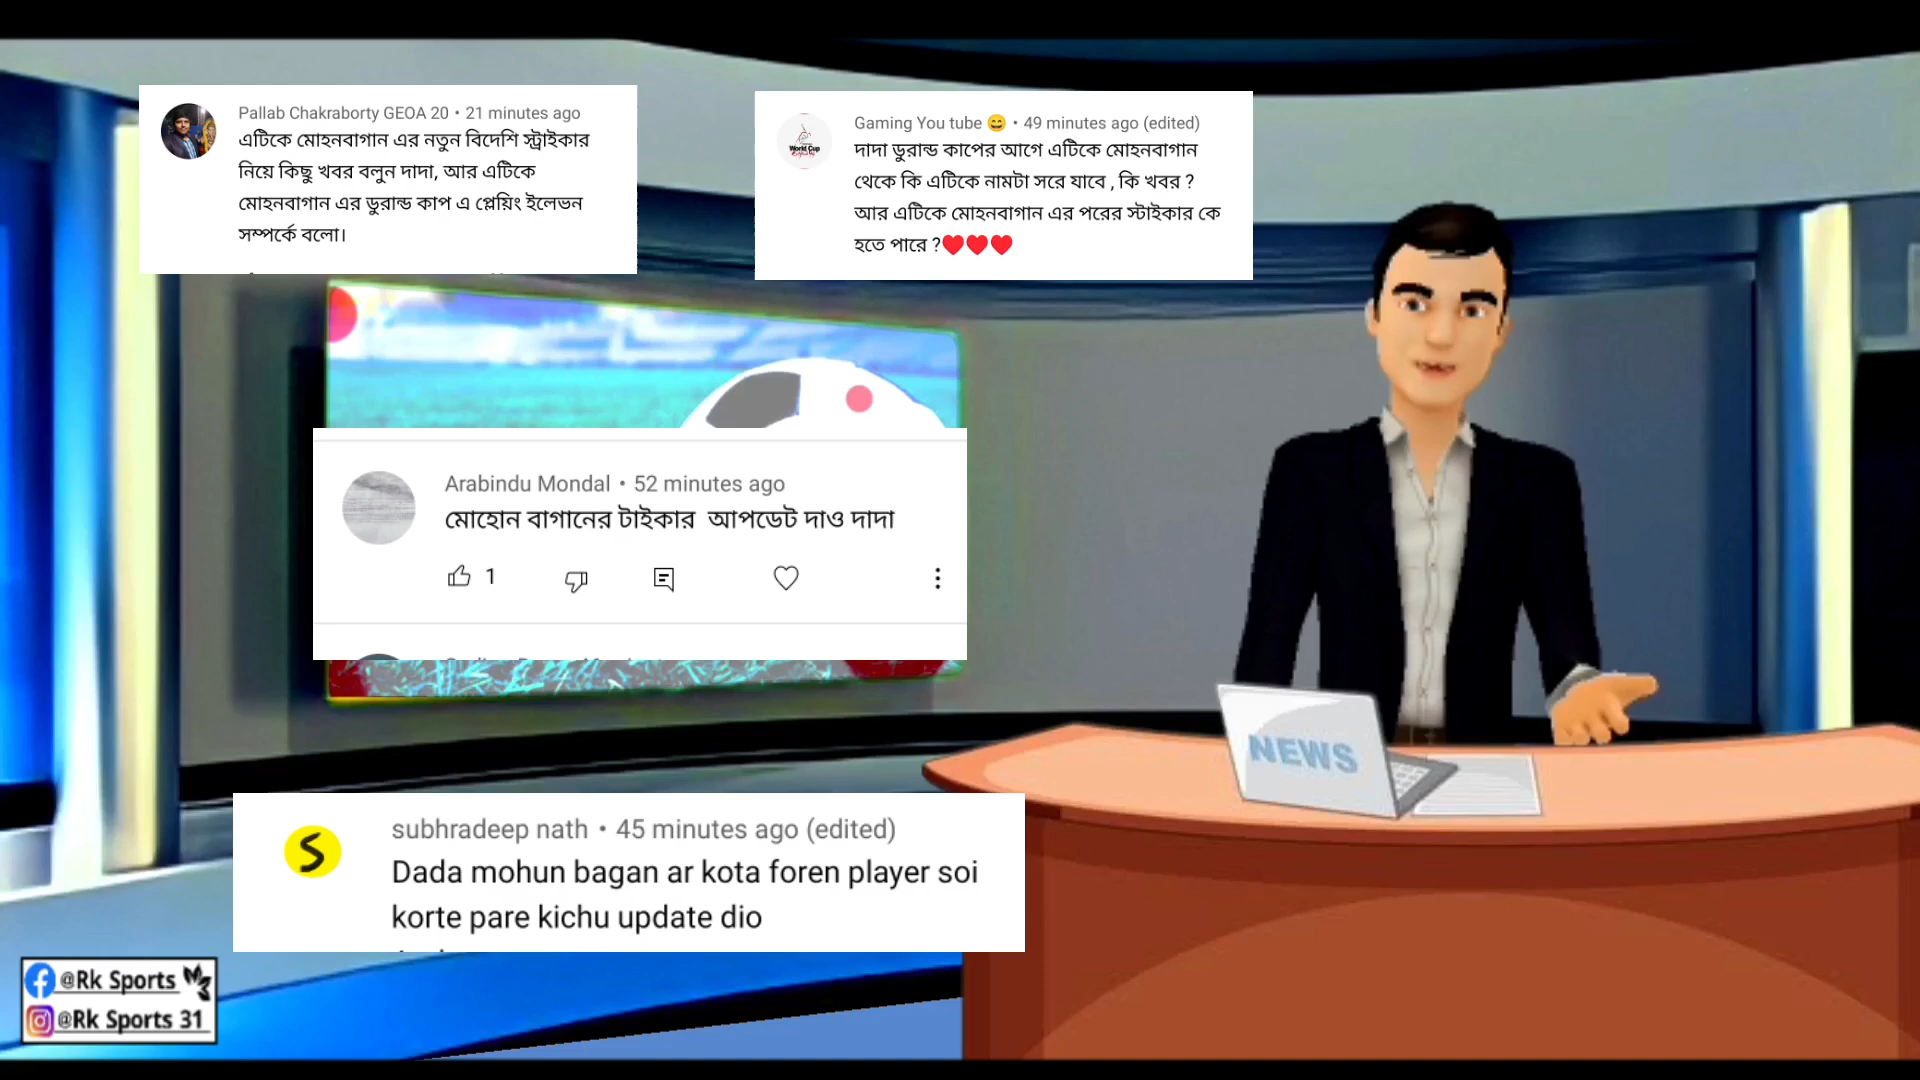 Pallab Chakraborty GEOA 20 • 21 minutes ago
এটিকে মোহনবাগান এর নতুন বিদেশি স্ট্রাইকার
নিয়ে কিছু খবর বলুন দাদা, আর এটিকে
মোহনবাগান এর ডুরান্ড কাপ এ প্লেয়িং ইলেভন
সম্পর্কে বলো।
World Cup
Gaming You tube 😄 • 49 minutes ago (edited)
দাদা ডুরান্ড কাপের আগে এটিকে মোহনবাগান
থেকে কি এটিকে নামটা সরে যাবে , কি খবর ?
আর এটিকে মোহনবাগান এর পরের স্টাইকার কে
হতে পারে ?❤️❤️❤️
Arabindu Mondal • 52 minutes ago
মোহোন বাগানের টাইকার আপডেট দাও দাদা
1
NEWS
S
subhradeep nath • 45 minutes ago (edited)
Dada mohun bagan ar kota foren player soi
korte pare kichu update dio
@Rk Sports
@Rk Sports 31